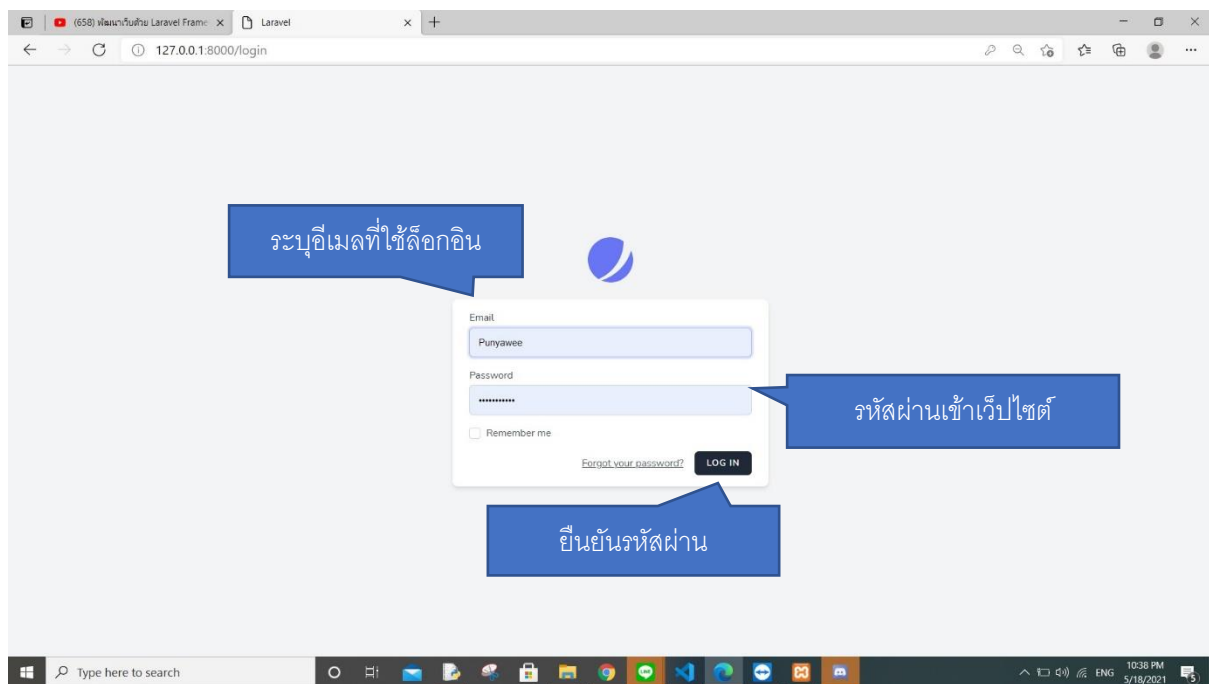 (658) พัฒนาเว็บด้วย Laravel Frame
Laravel
127.0.0.1:8000/login
ระบุอีเมลที่ใช้ล็อกอิน
Email
Punyawee
Password
รหัสผ่านเข้าเว็ปไซต์
Remember me
Forgot your password?
LOG IN
ยืนยันรหัสผ่าน
Type here to search
ENG
10:38 PM
5/18/2021
5